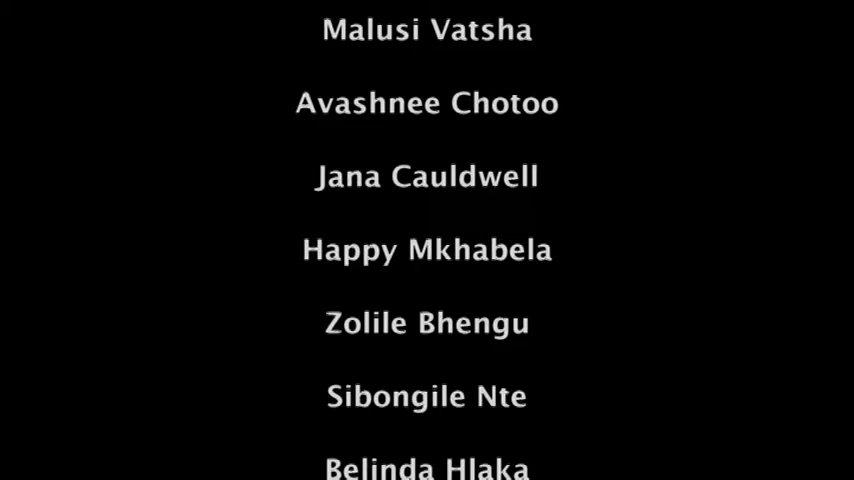 Malusi Vatsha
Avashnee Chotoo
Jana Cauldwell
Happy Mkhabela
Zolile Bhengu
Sibongile Nte
Belinda Hlaka